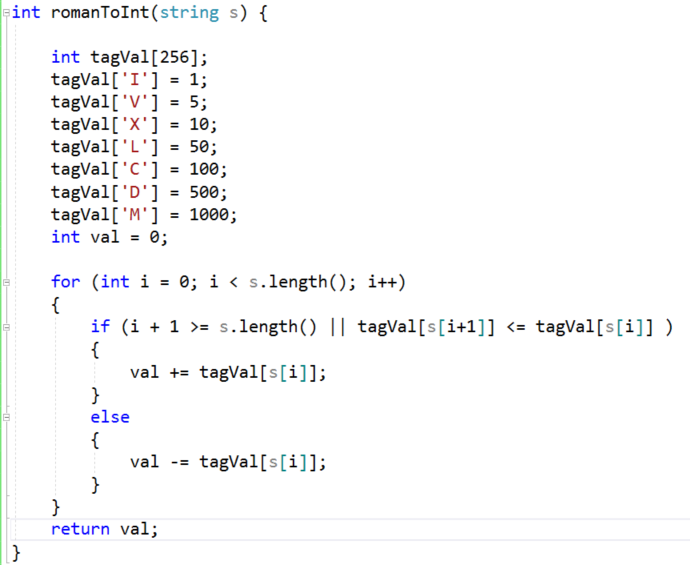 int romanToInt(string s) {
int tagVal[256];
tagVal['I'] = 1;
tagVal['V'] = 5;
tagVal['X'] = 10;
tagVal['L'] = 50;
tagVal['C'] = 100;
tagVal['D'] = 500;
tagVal['M'] = 1000;
int val = 0;
for (int i = 0; i < s.length(); i++)
{
if (i + 1 >= s.length() || tagVal[s[i+1]] <= tagVal[s[i]] )
{
val += tagVal[s[i]];
}
else
{
val -= tagVal[s[i]];
}
}
return val;
}